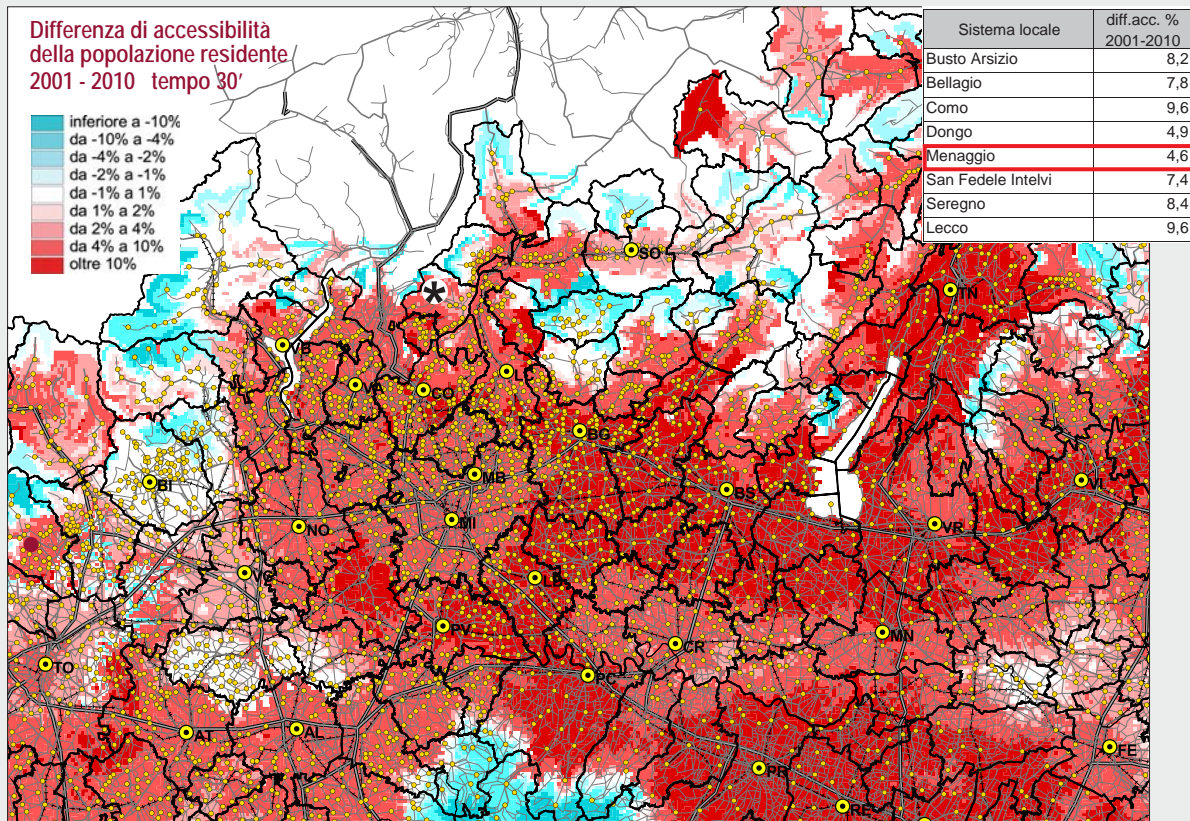 Differenza di accessibilità
della popolazione residente
2001 - 2010 tempo 30'
inferiore a -10%
da -10% a -4%
da -4% a -2%
da -2% a -1%
da -1% a 1%
da 1% a 2%
da 2% a 4%
da 4% a 10%
oltre 10%
Sistema locale diff.acc. % 2001-2010
Busto Arsizio 8,2
Bellagio 7,8
Como 9,6
Dongo 4,9
Menaggio 4,6
San Fedele Intelvi 7,4
Seregno 8,4
Lecco 9,6
SO
*
TN
VB
VA
CO
BG
BI
MB
BS
VI
MI
NO
VR
VC
PV
MN
CR
TO
PC
AT
AL
FE
PR
RE